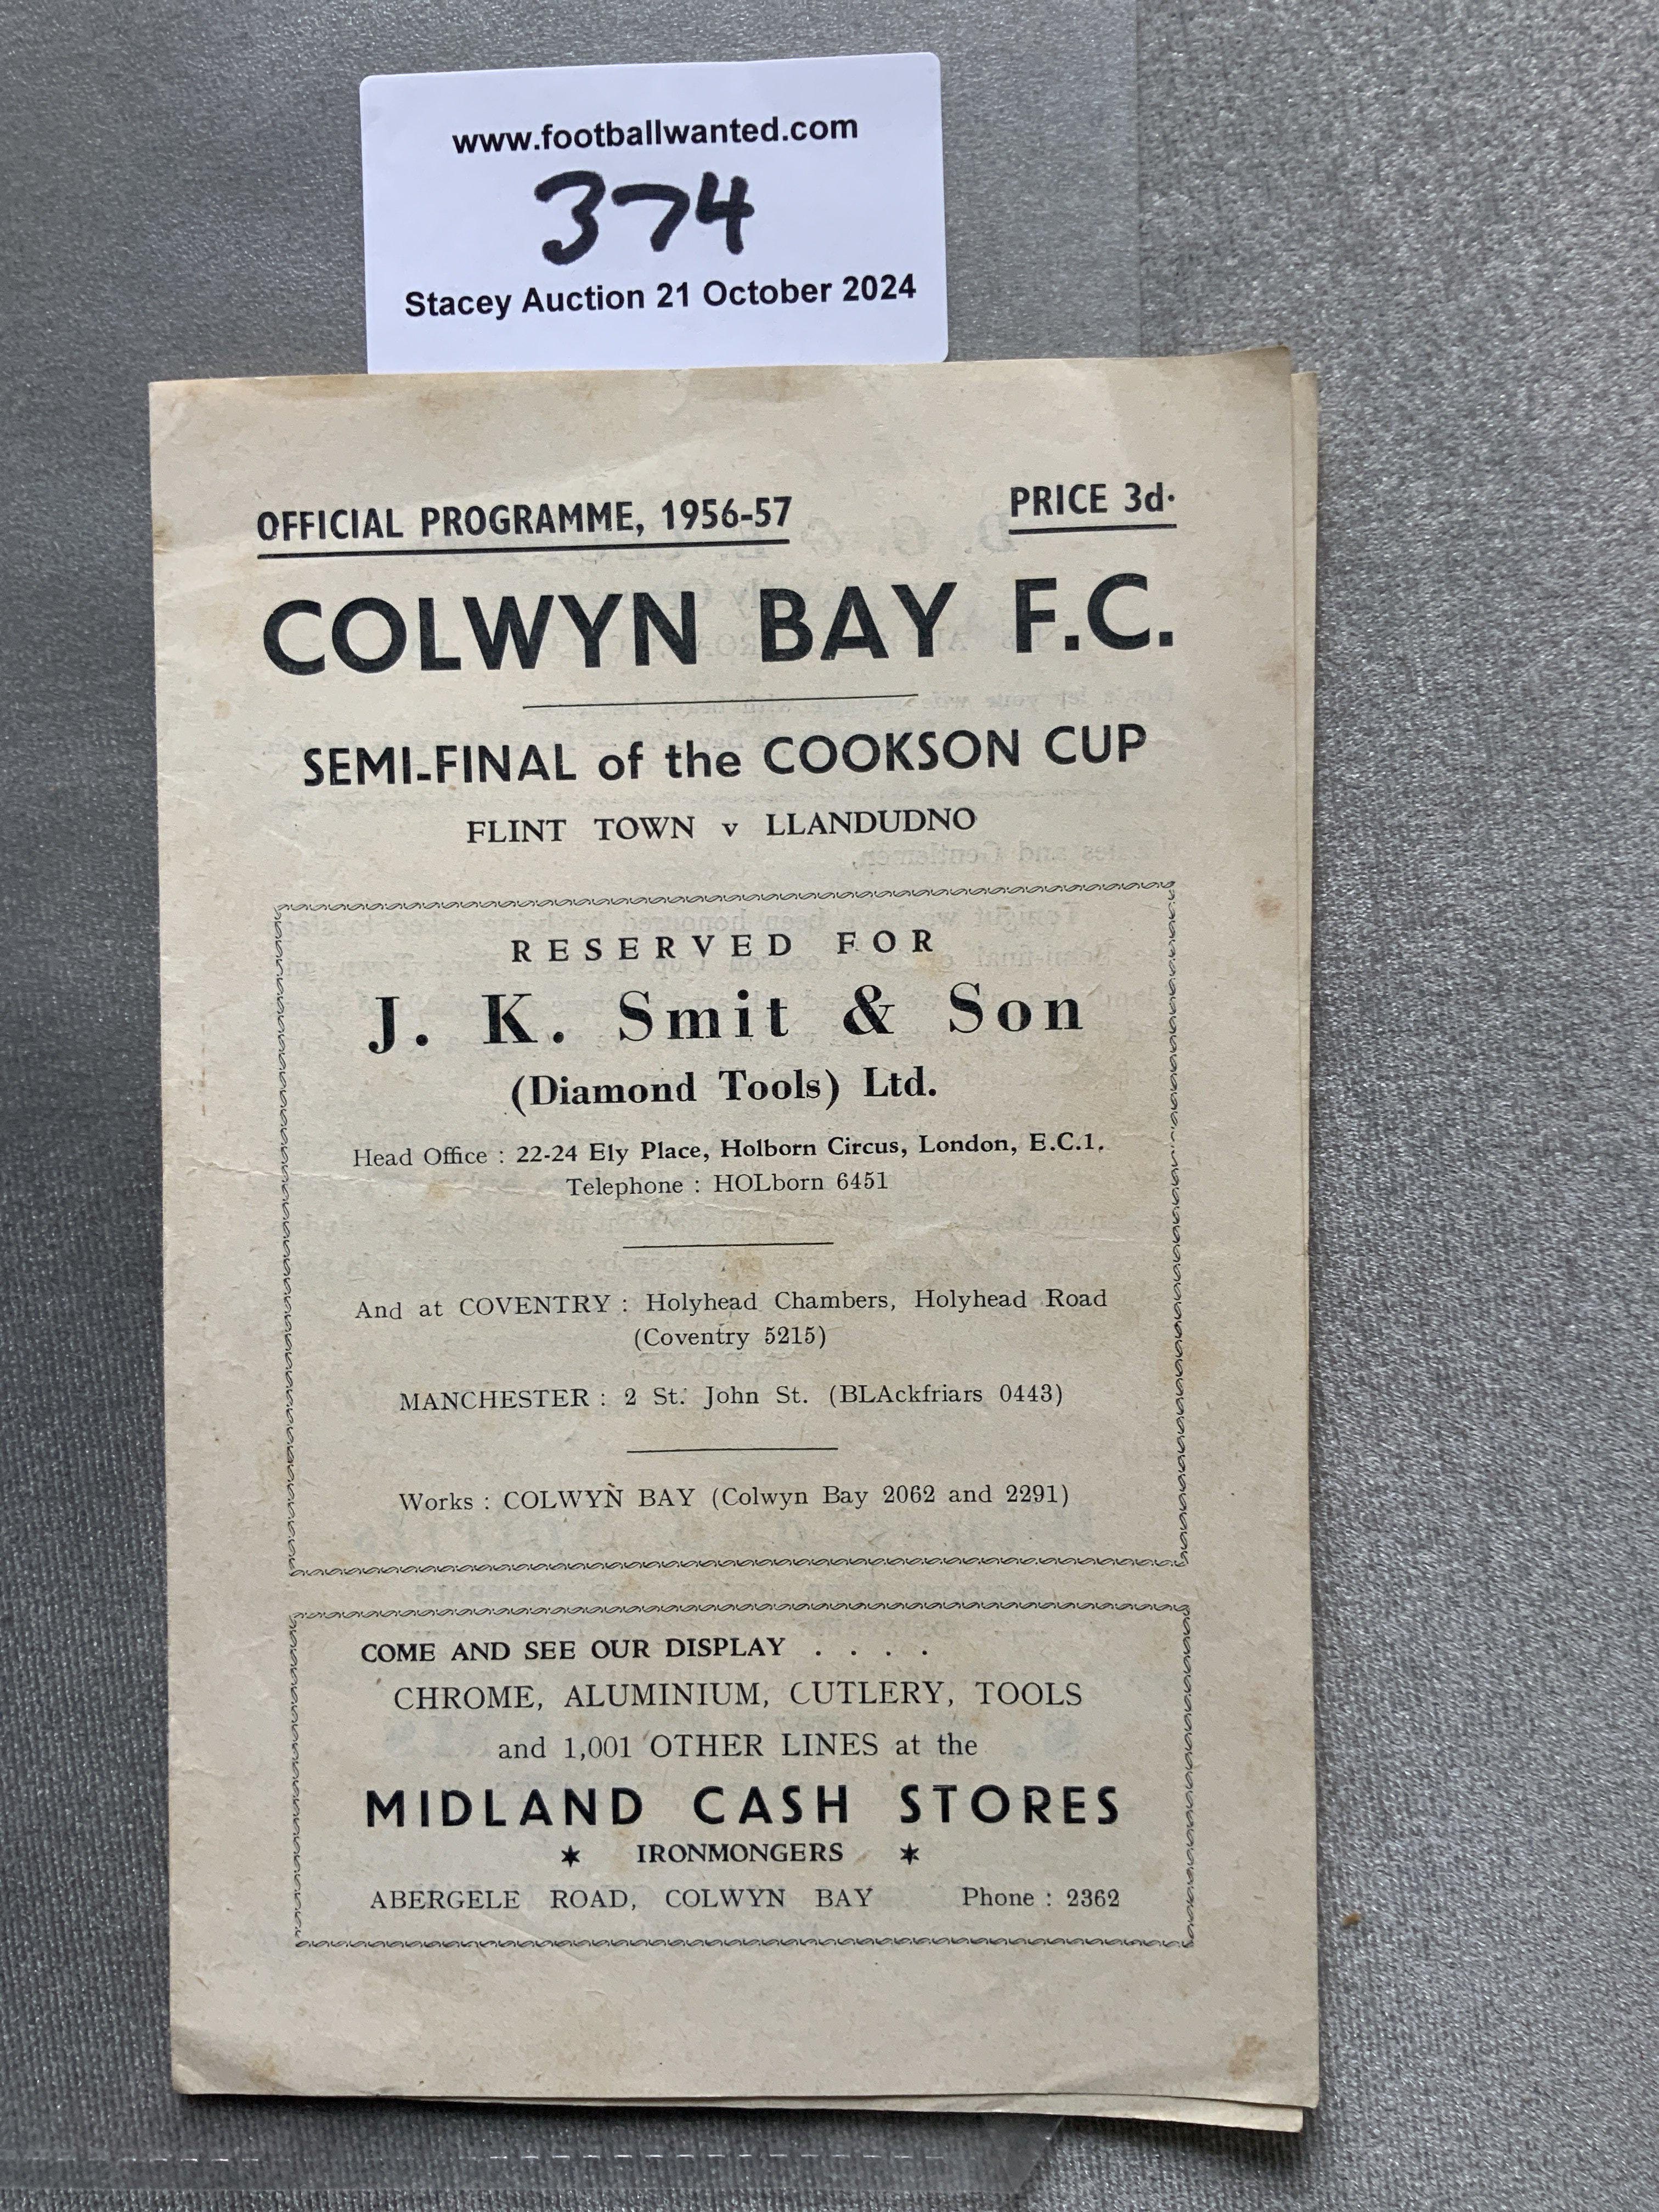 www.footballwanted.com
374
Stacey Auction 21 October 2024
OFFICIAL PROGRAMME, 1956-57 PRICE 3d.
COLWYN BAY F.C.
SEMI-FINAL of the COOKSON CUP
FLINT TOWN v LLANDUDNO
RESERVED FOR
J. K. Smit & Son
(Diamond Tools) Ltd.
Head Office : 22-24 Ely Place, Holborn Circus, London, E.C.1.
Telephone : HOLborn 6451
And at COVENTRY : Holyhead Chambers, Holyhead Road
(Coventry 5215)
MANCHESTER : 2 St. John St. (BLAckfriars 0443)
Works : COLWYN BAY (Colwyn Bay 2062 and 2291)
COME AND SEE OUR DISPLAY . . . .
CHROME, ALUMINIUM, CUTLERY, TOOLS
and 1,001 OTHER LINES at the
MIDLAND CASH STORES
✶ IRONMONGERS ✶
ABERGELE ROAD, COLWYN BAY Phone : 2362